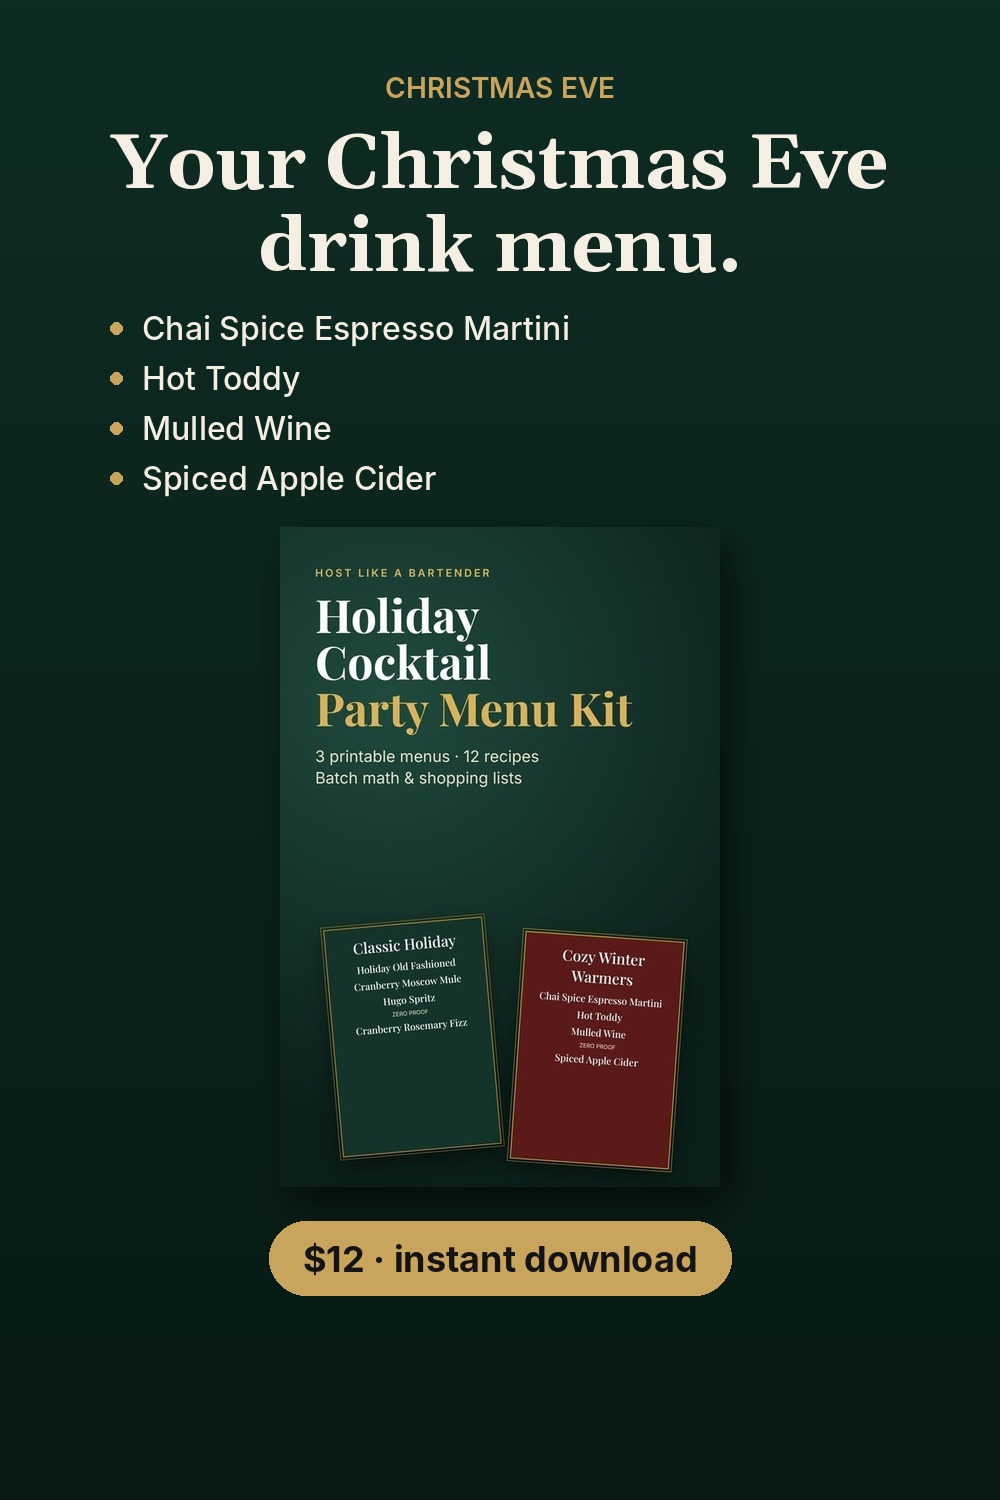 CHRISTMAS EVE
Your Christmas Eve
drink menu.
Chai Spice Espresso Martini
Hot Toddy
Mulled Wine
Spiced Apple Cider
HOST LIKE A BARTENDER
Holiday
Cocktail
Party Menu Kit
3 printable menus · 12 recipes
Batch math & shopping lists
Classic Holiday
Holiday Old Fashioned
Cranberry Moscow Mule
Hugo Spritz
ZERO PROOF
Cranberry Rosemary Fizz
Cozy Winter
Warmers
Chai Spice Espresso Martini
Hot Toddy
Mulled Wine
ZERO PROOF
Spiced Apple Cider
$12 · instant download